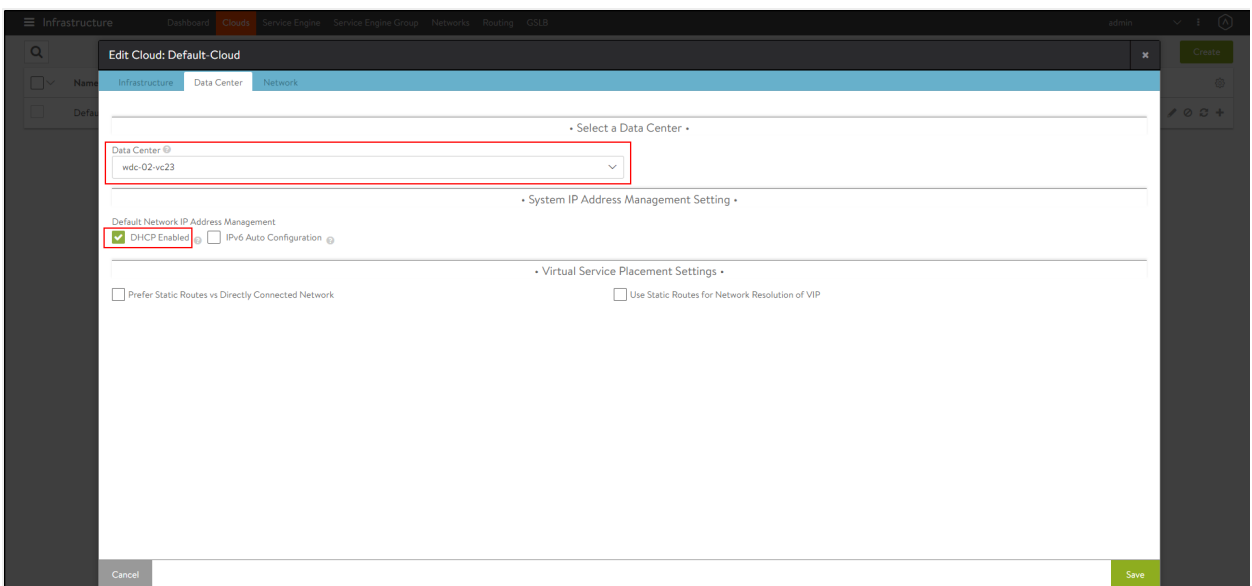 Infrastructure Dashboard Clouds Service Engine Service Engine Group Networks Routing GSLB admin
Create
Edit Cloud: Default-Cloud
Name
Infrastructure Data Center Network
Defau
• Select a Data Center •
Data Center
wdc-02-vc23
• System IP Address Management Setting •
Default Network IP Address Management
DHCP Enabled IPv6 Auto Configuration
• Virtual Service Placement Settings •
Prefer Static Routes vs Directly Connected Network Use Static Routes for Network Resolution of VIP
Cancel Save